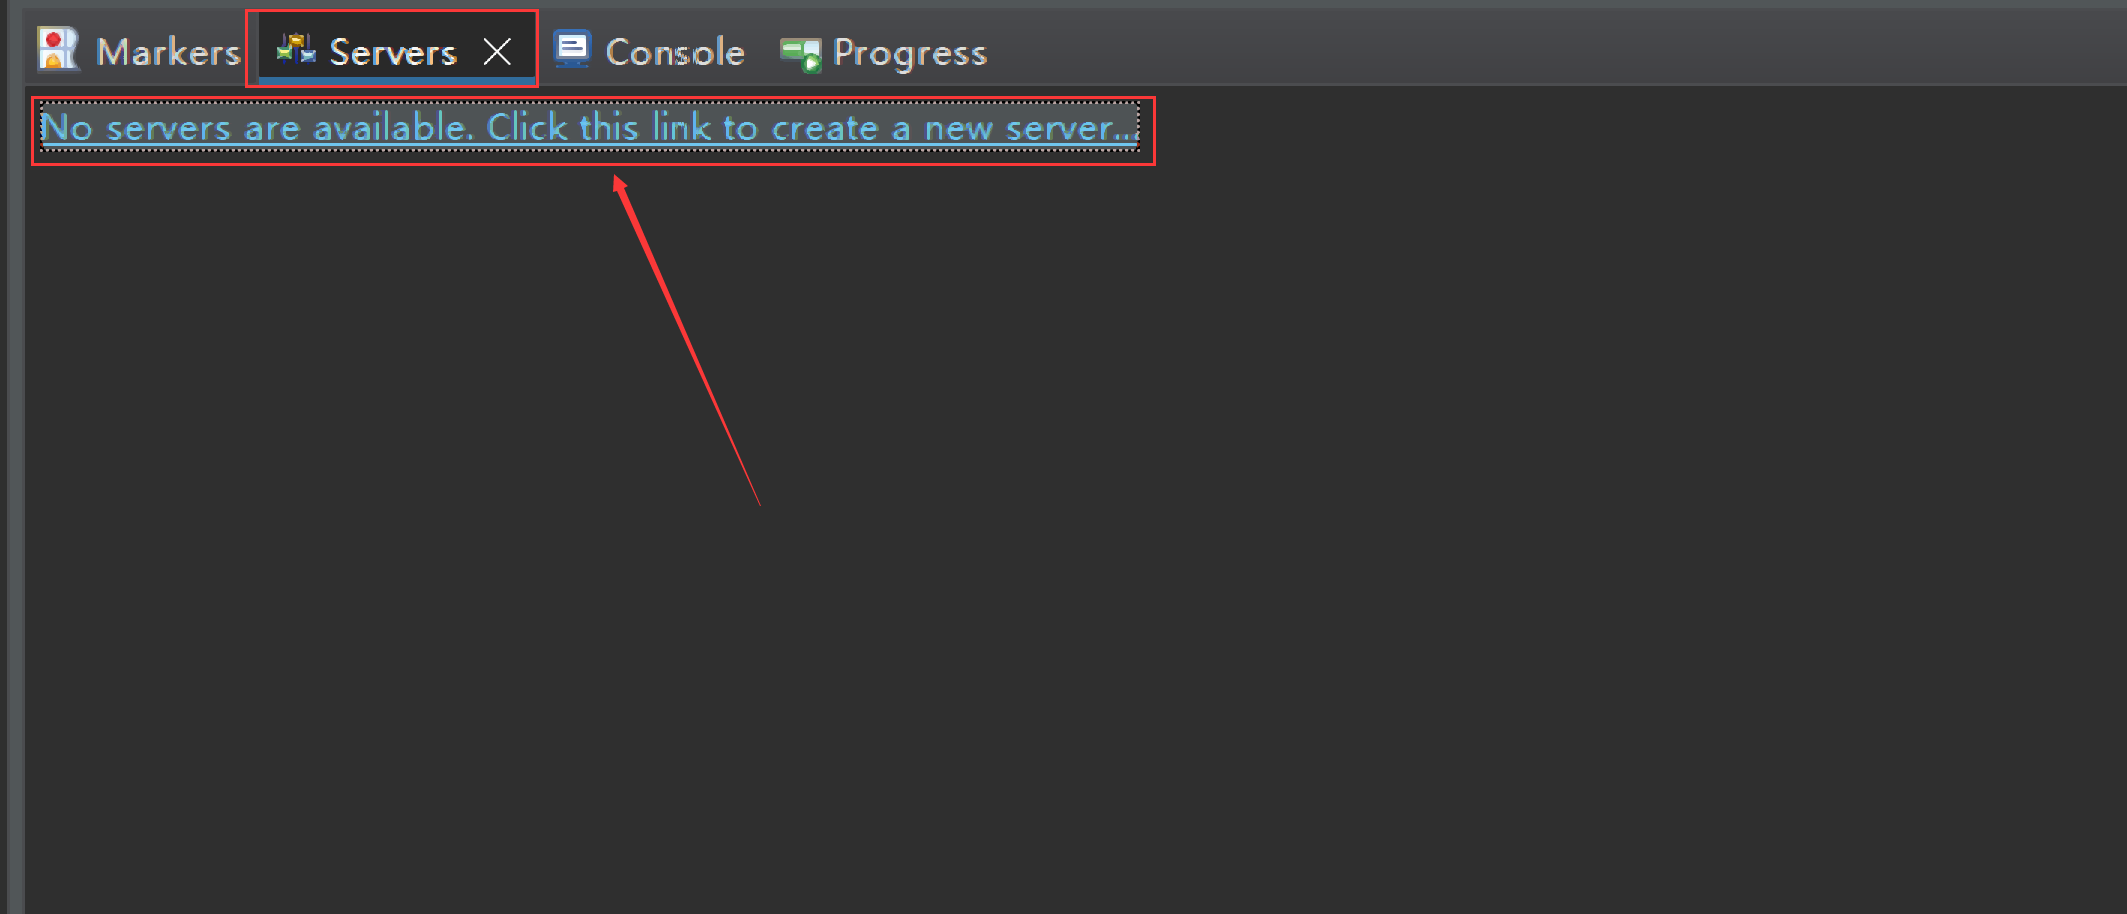 Markers Servers Console Progress
No servers are available. Click this link to create a new server...